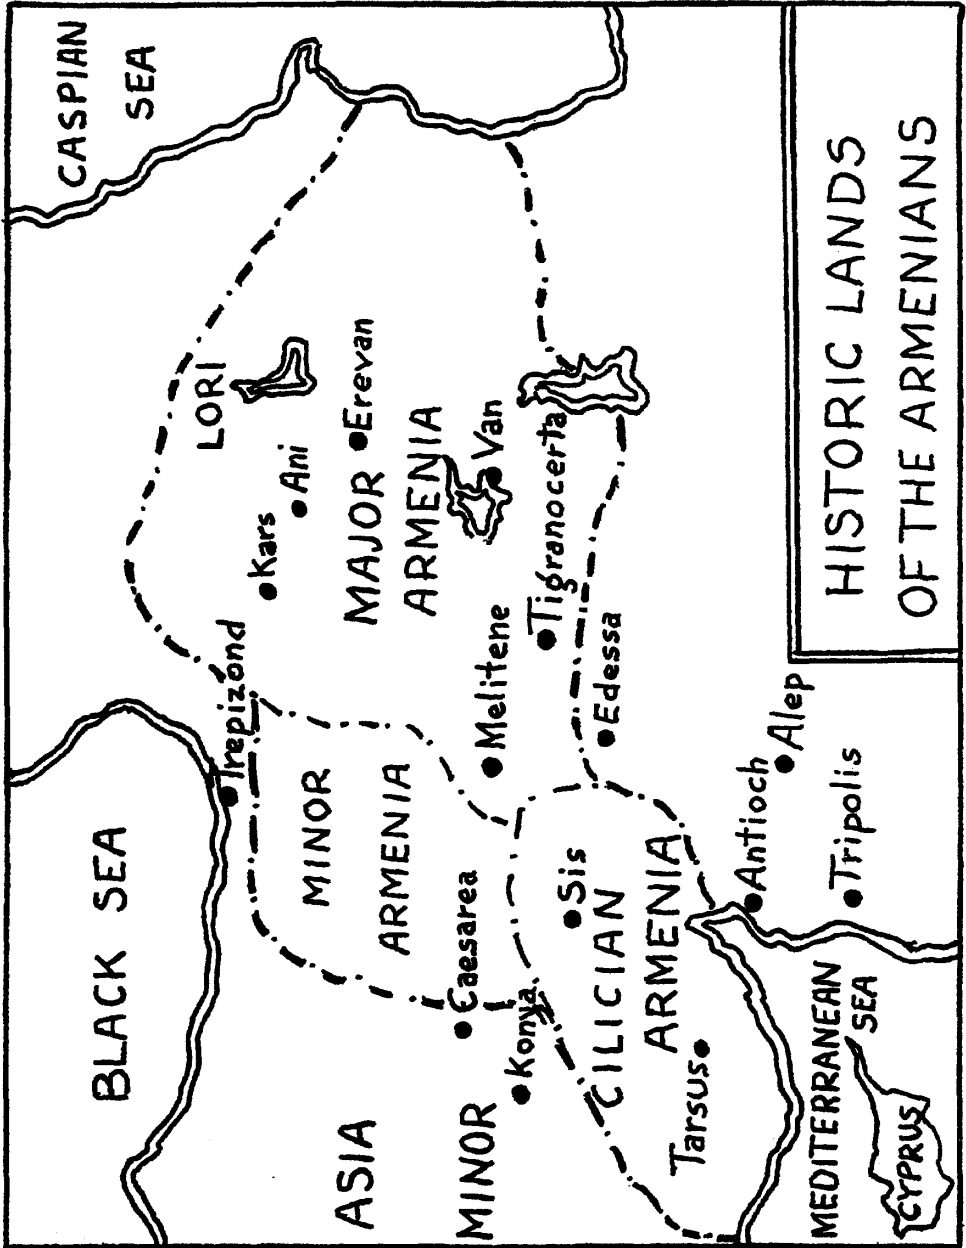 CASPIAN
SEA
BLACK SEA
LORI
Trepizond
Kars
Ani
Erevan
MAJOR
ARMENIA
MINOR
ARMENIA
Van
ASIA
MINOR
Caesarea
Melitene
Tigranocerta
Konya
Sis
Edessa
CILICIAN
ARMENIA
Tarsus
Antioch
Alep
Tripolis
MEDITERRANEAN
SEA
CYPRUS
HISTORIC LANDS
OF THE ARMENIANS